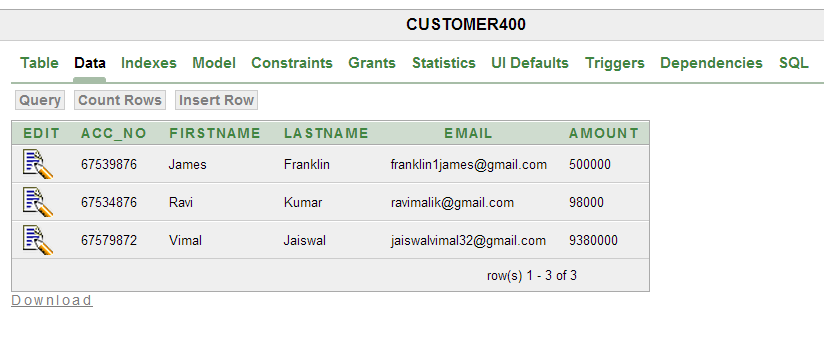 CUSTOMER400
Table Data Indexes Model Constraints Grants Statistics UI Defaults Triggers Dependencies SQL
Query Count Rows Insert Row
EDIT ACC_NO FIRSTNAME LASTNAME EMAIL AMOUNT
67539876 James Franklin franklin1james@gmail.com 500000
67534876 Ravi Kumar ravimalik@gmail.com 98000
67579872 Vimal Jaiswal jaiswalvimal32@gmail.com 9380000
row(s) 1 - 3 of 3
Download